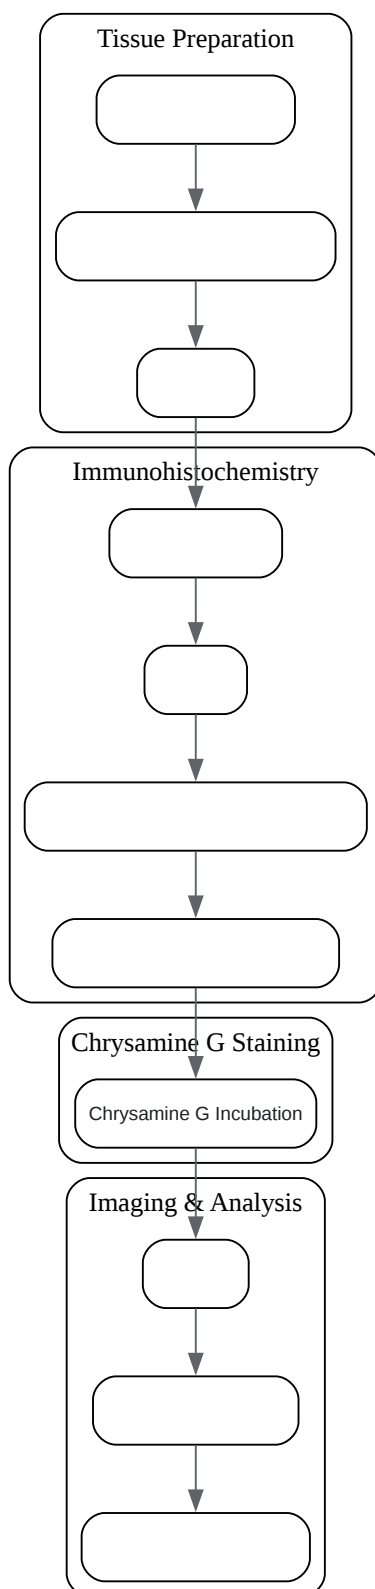 Tissue Preparation
Immunohistochemistry
Chrysamine G Staining
Chrysamine G Incubation
Imaging & Analysis